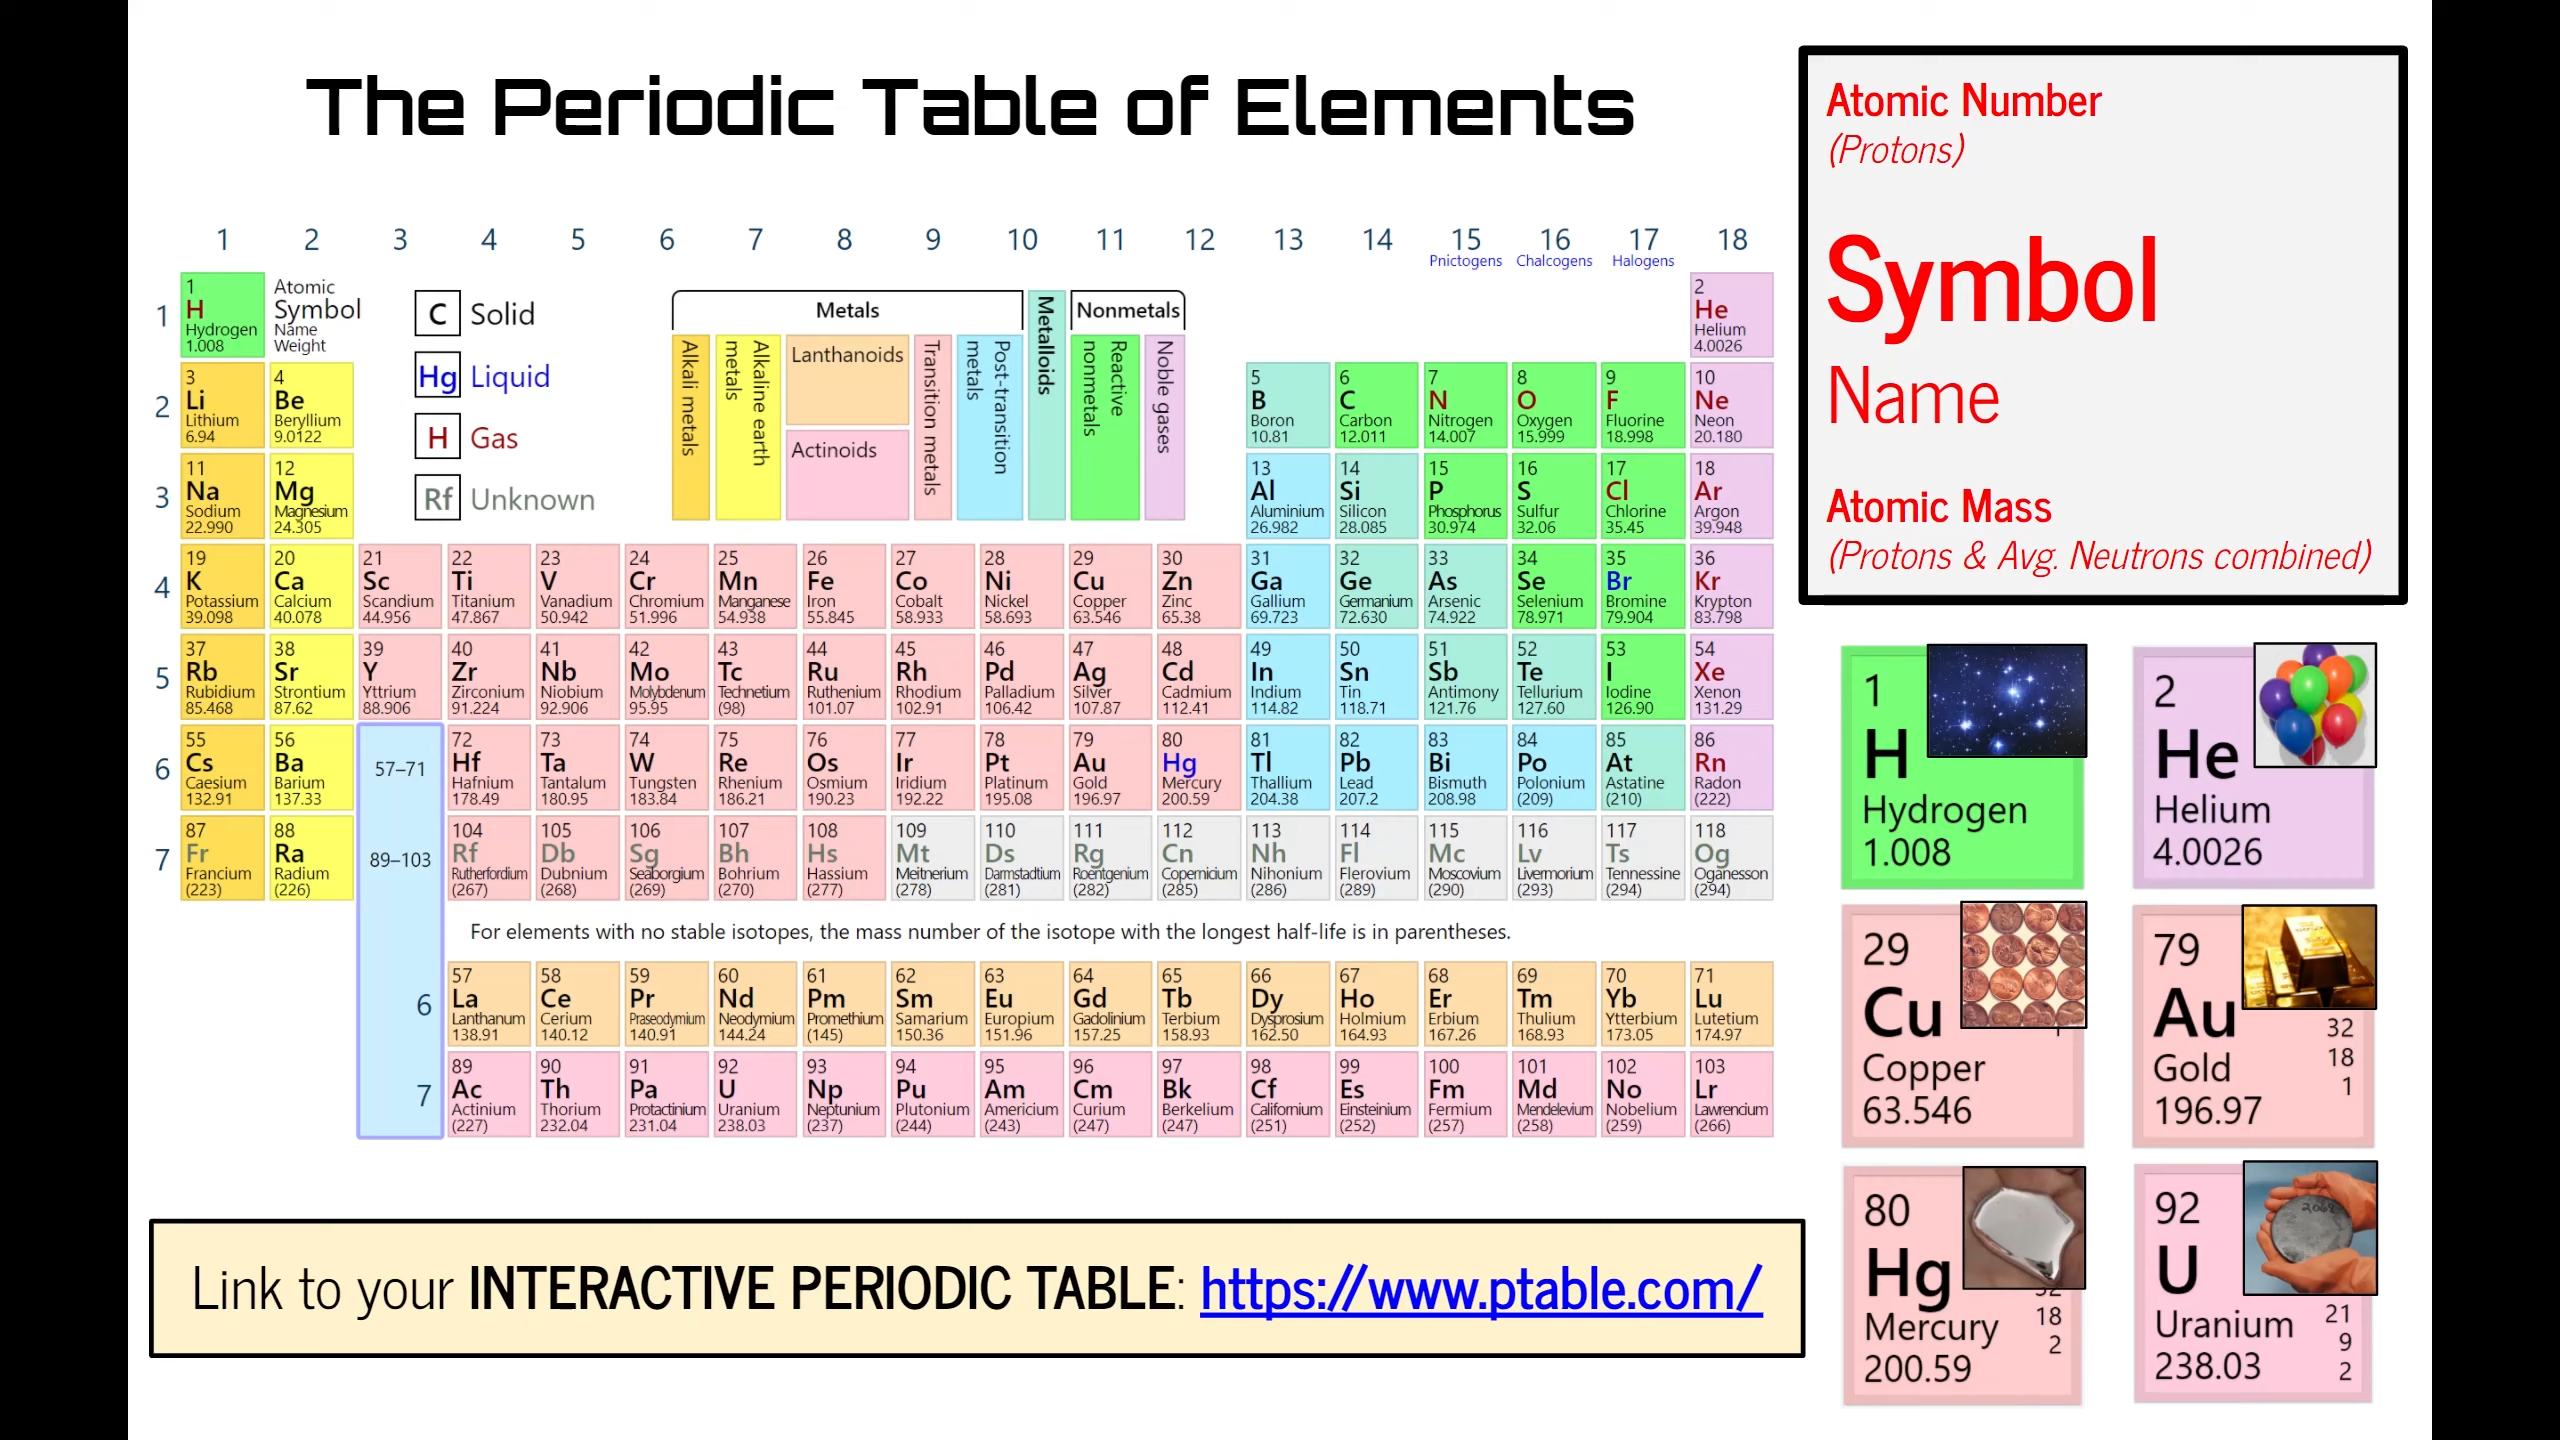 The Periodic Table of Elements
1 2 3 4 5 6 7 8 9 10 11 12 13 14 15 16 17 18
Pnictogens Chalcogens Halogens
1
1 H Hydrogen 1.008
Atomic
Symbol
Name
Weight
C Solid
Hg Liquid
H Gas
Rf Unknown
Metals
Metalloids
Nonmetals
Alkali metals
Alkaline earth metals
Lanthanoids
Actinoids
Transition metals
Post-transition metals
Reactive nonmetals
Noble gases
2 He Helium 4.0026
2
3 Li Lithium 6.94
4 Be Beryllium 9.0122
5 B Boron 10.81
6 C Carbon 12.011
7 N Nitrogen 14.007
8 O Oxygen 15.999
9 F Fluorine 18.998
10 Ne Neon 20.180
3
11 Na Sodium 22.990
12 Mg Magnesium 24.305
13 Al Aluminium 26.982
14 Si Silicon 28.085
15 P Phosphorus 30.974
16 S Sulfur 32.06
17 Cl Chlorine 35.45
18 Ar Argon 39.948
4
19 K Potassium 39.098
20 Ca Calcium 40.078
21 Sc Scandium 44.956
22 Ti Titanium 47.867
23 V Vanadium 50.942
24 Cr Chromium 51.996
25 Mn Manganese 54.938
26 Fe Iron 55.845
27 Co Cobalt 58.933
28 Ni Nickel 58.693
29 Cu Copper 63.546
30 Zn Zinc 65.38
31 Ga Gallium 69.723
32 Ge Germanium 72.630
33 As Arsenic 74.922
34 Se Selenium 78.971
35 Br Bromine 79.904
36 Kr Krypton 83.798
5
37 Rb Rubidium 85.468
38 Sr Strontium 87.62
39 Y Yttrium 88.906
40 Zr Zirconium 91.224
41 Nb Niobium 92.906
42 Mo Molybdenum 95.95
43 Tc Technetium (98)
44 Ru Ruthenium 101.07
45 Rh Rhodium 102.91
46 Pd Palladium 106.42
47 Ag Silver 107.87
48 Cd Cadmium 112.41
49 In Indium 114.82
50 Sn Tin 118.71
51 Sb Antimony 121.76
52 Te Tellurium 127.60
53 I Iodine 126.90
54 Xe Xenon 131.29
6
55 Cs Caesium 132.91
56 Ba Barium 137.33
57–71
72 Hf Hafnium 178.49
73 Ta Tantalum 180.95
74 W Tungsten 183.84
75 Re Rhenium 186.21
76 Os Osmium 190.23
77 Ir Iridium 192.22
78 Pt Platinum 195.08
79 Au Gold 196.97
80 Hg Mercury 200.59
81 Tl Thallium 204.38
82 Pb Lead 207.2
83 Bi Bismuth 208.98
84 Po Polonium (209)
85 At Astatine (210)
86 Rn Radon (222)
7
87 Fr Francium (223)
88 Ra Radium (226)
89–103
104 Rf Rutherfordium (267)
105 Db Dubnium (268)
106 Sg Seaborgium (269)
107 Bh Bohrium (270)
108 Hs Hassium (277)
109 Mt Meitnerium (278)
110 Ds Darmstadtium (281)
111 Rg Roentgenium (282)
112 Cn Copernicium (285)
113 Nh Nihonium (286)
114 Fl Flerovium (289)
115 Mc Moscovium (290)
116 Lv Livermorium (293)
117 Ts Tennessine (294)
118 Og Oganesson (294)
For elements with no stable isotopes, the mass number of the isotope with the longest half-life is in parentheses.
6
57 La Lanthanum 138.91
58 Ce Cerium 140.12
59 Pr Praseodymium 140.91
60 Nd Neodymium 144.24
61 Pm Promethium (145)
62 Sm Samarium 150.36
63 Eu Europium 151.96
64 Gd Gadolinium 157.25
65 Tb Terbium 158.93
66 Dy Dysprosium 162.50
67 Ho Holmium 164.93
68 Er Erbium 167.26
69 Tm Thulium 168.93
70 Yb Ytterbium 173.05
71 Lu Lutetium 174.97
7
89 Ac Actinium (227)
90 Th Thorium 232.04
91 Pa Protactinium 231.04
92 U Uranium 238.03
93 Np Neptunium (237)
94 Pu Plutonium (244)
95 Am Americium (243)
96 Cm Curium (247)
97 Bk Berkelium (247)
98 Cf Californium (251)
99 Es Einsteinium (252)
100 Fm Fermium (257)
101 Md Mendelevium (258)
102 No Nobelium (259)
103 Lr Lawrencium (266)
Link to your INTERACTIVE PERIODIC TABLE: https://www.ptable.com/
Atomic Number
(Protons)
Symbol
Name
Atomic Mass
(Protons & Avg. Neutrons combined)
1
H
Hydrogen
1.008
2
He
Helium
4.0026
29
Cu
Copper
63.546
79
Au
Gold
196.97
32
18
1
80
Hg
Mercury
200.59
18
2
92
U
Uranium
238.03
21
9
2